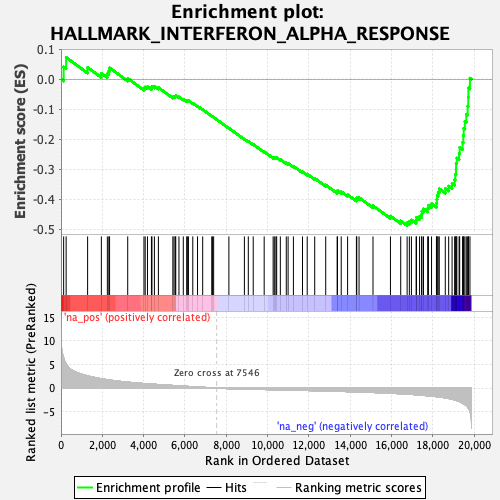 Enrichment plot:
HALLMARK_INTERFERON_ALPHA_RESPONSE
Enrichment score (ES)
0.1
0.0
-0.1
-0.2
-0.3
-0.4
-0.5
'na_pos' (positively correlated)
Ranked list metric (PreRanked)
15
10
5
0
-5
Zero cross at 7546
'na_neg' (negatively correlated)
0
2,000
4,000
6,000
8,000
10,000
12,000
14,000
16,000
18,000
20,000
Rank in Ordered Dataset
Enrichment profile
Hits
Ranking metric scores